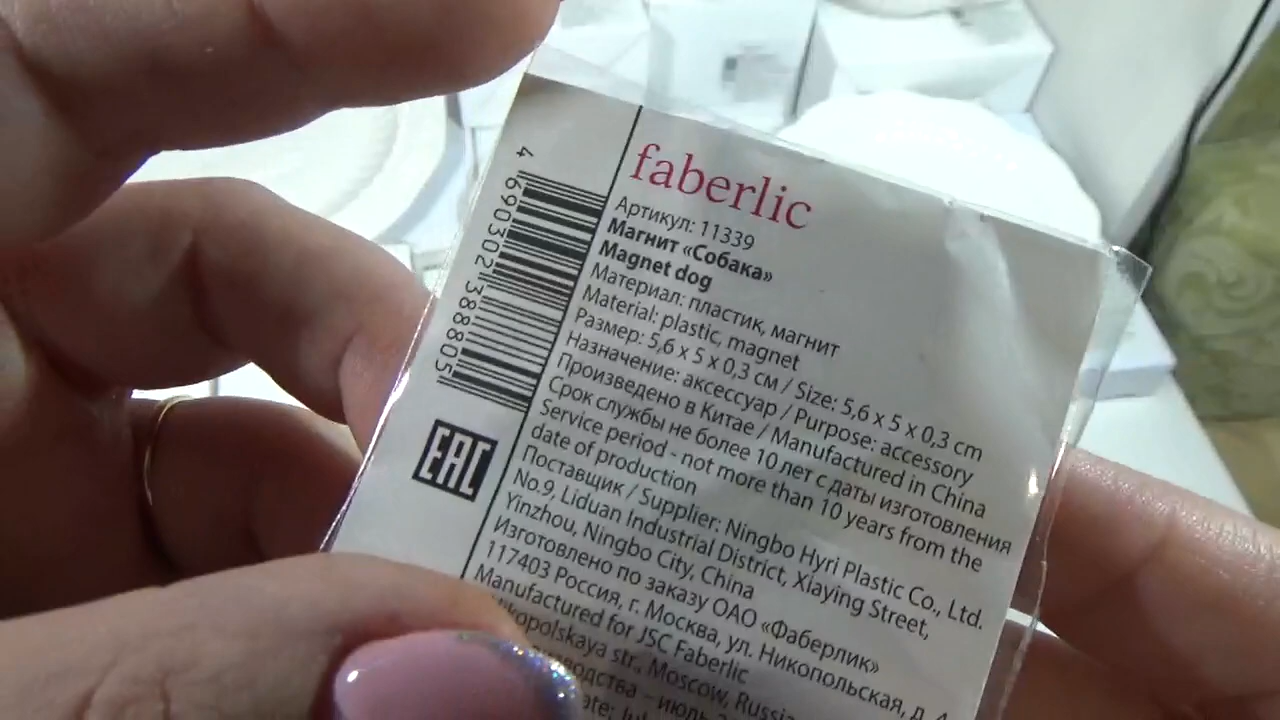 faberlic
Артикул: 11339
Магнит «Собака»
Magnet dog
Материал: пластик, магнит
Material: plastic, magnet
Размер: 5,6 x 5 x 0,3 см / Size: 5,6 x 5 x 0,3 cm
Назначение: аксессуар / Purpose: accessory
Произведено в Китае / Manufactured in China
Срок службы не более 10 лет с даты изготовления
Service period - not more than 10 years from the
date of production
Поставщик / Supplier: Ningbo Hyri Plastic Co., Ltd.
No.9, Liduan Industrial District, Xiaying Street,
Yinzhou, Ningbo City, China
Изготовлено по заказу ОАО «Фаберлик»
117403 Россия, г. Москва, ул. Никопольская, д.
Manufactured for JSC Faberlic
str., Moscow, Russia
– июль
4 690302 388805
EAC